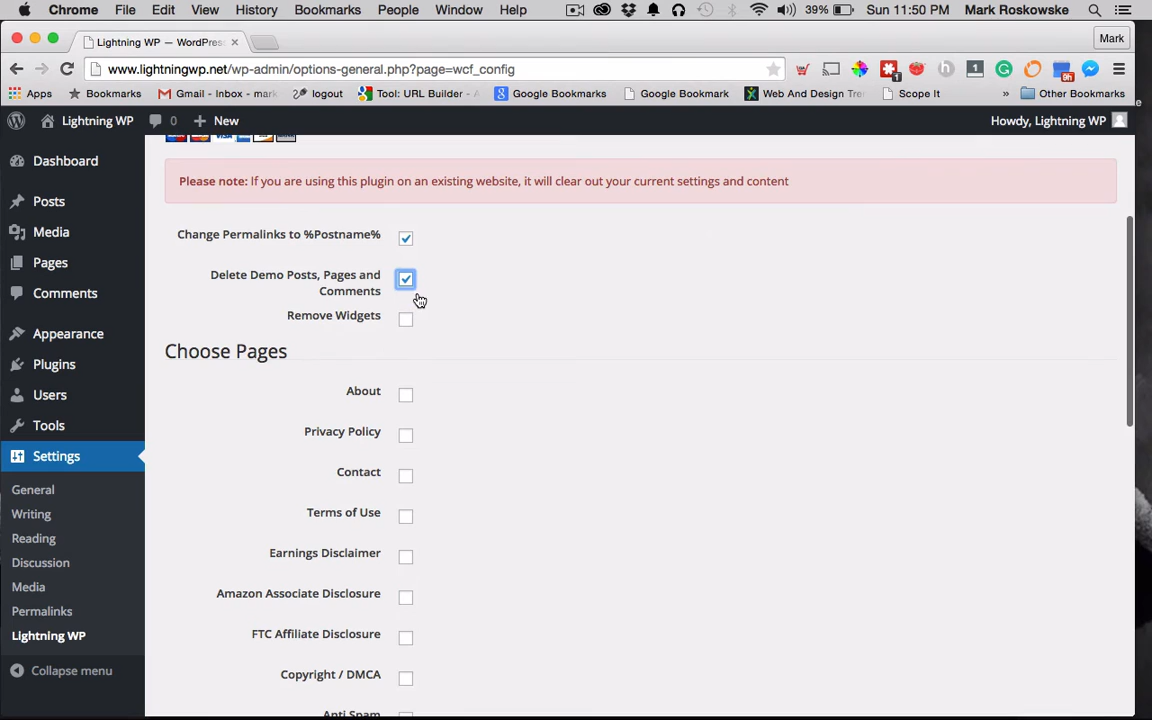 Chrome File Edit View History Bookmarks People Window Help 39% Sun 11:50 PM Mark Roskowske
Lightning WP — WordPres Mark
www.lightningwp.net/wp-admin/options-general.php?page=wcf_config
Apps Bookmarks Gmail - Inbox - mark logout Tool: URL Builder - A Google Bookmarks Google Bookmark Web And Design Tren Scope It » Other Bookmarks
Lightning WP 0 New Howdy, Lightning WP
Dashboard
Posts
Media
Pages
Comments
Appearance
Plugins
Users
Tools
Settings
General
Writing
Reading
Discussion
Media
Permalinks
Lightning WP
Collapse menu
Please note: If you are using this plugin on an existing website, it will clear out your current settings and content
Change Permalinks to %Postname%
Delete Demo Posts, Pages and
Comments
Remove Widgets
Choose Pages
About
Privacy Policy
Contact
Terms of Use
Earnings Disclaimer
Amazon Associate Disclosure
FTC Affiliate Disclosure
Copyright / DMCA
Anti Spam